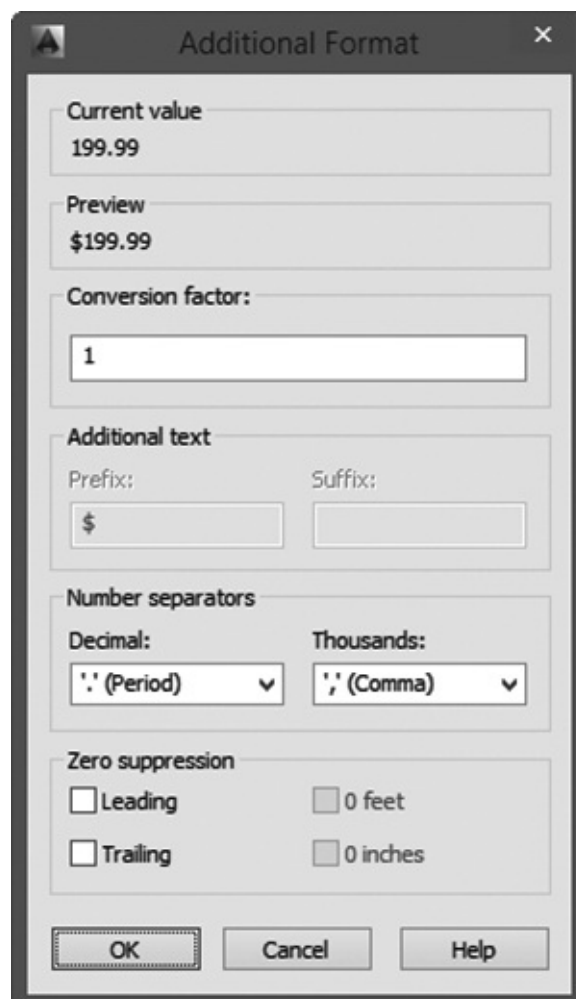 Additional Format
Current value
199.99
Preview
$199.99
Conversion factor:
1
Additional text
Prefix: Suffix:
$
Number separators
Decimal: Thousands:
'.' (Period) ',' (Comma)
Zero suppression
Leading 0 feet
Trailing 0 inches
OK Cancel Help